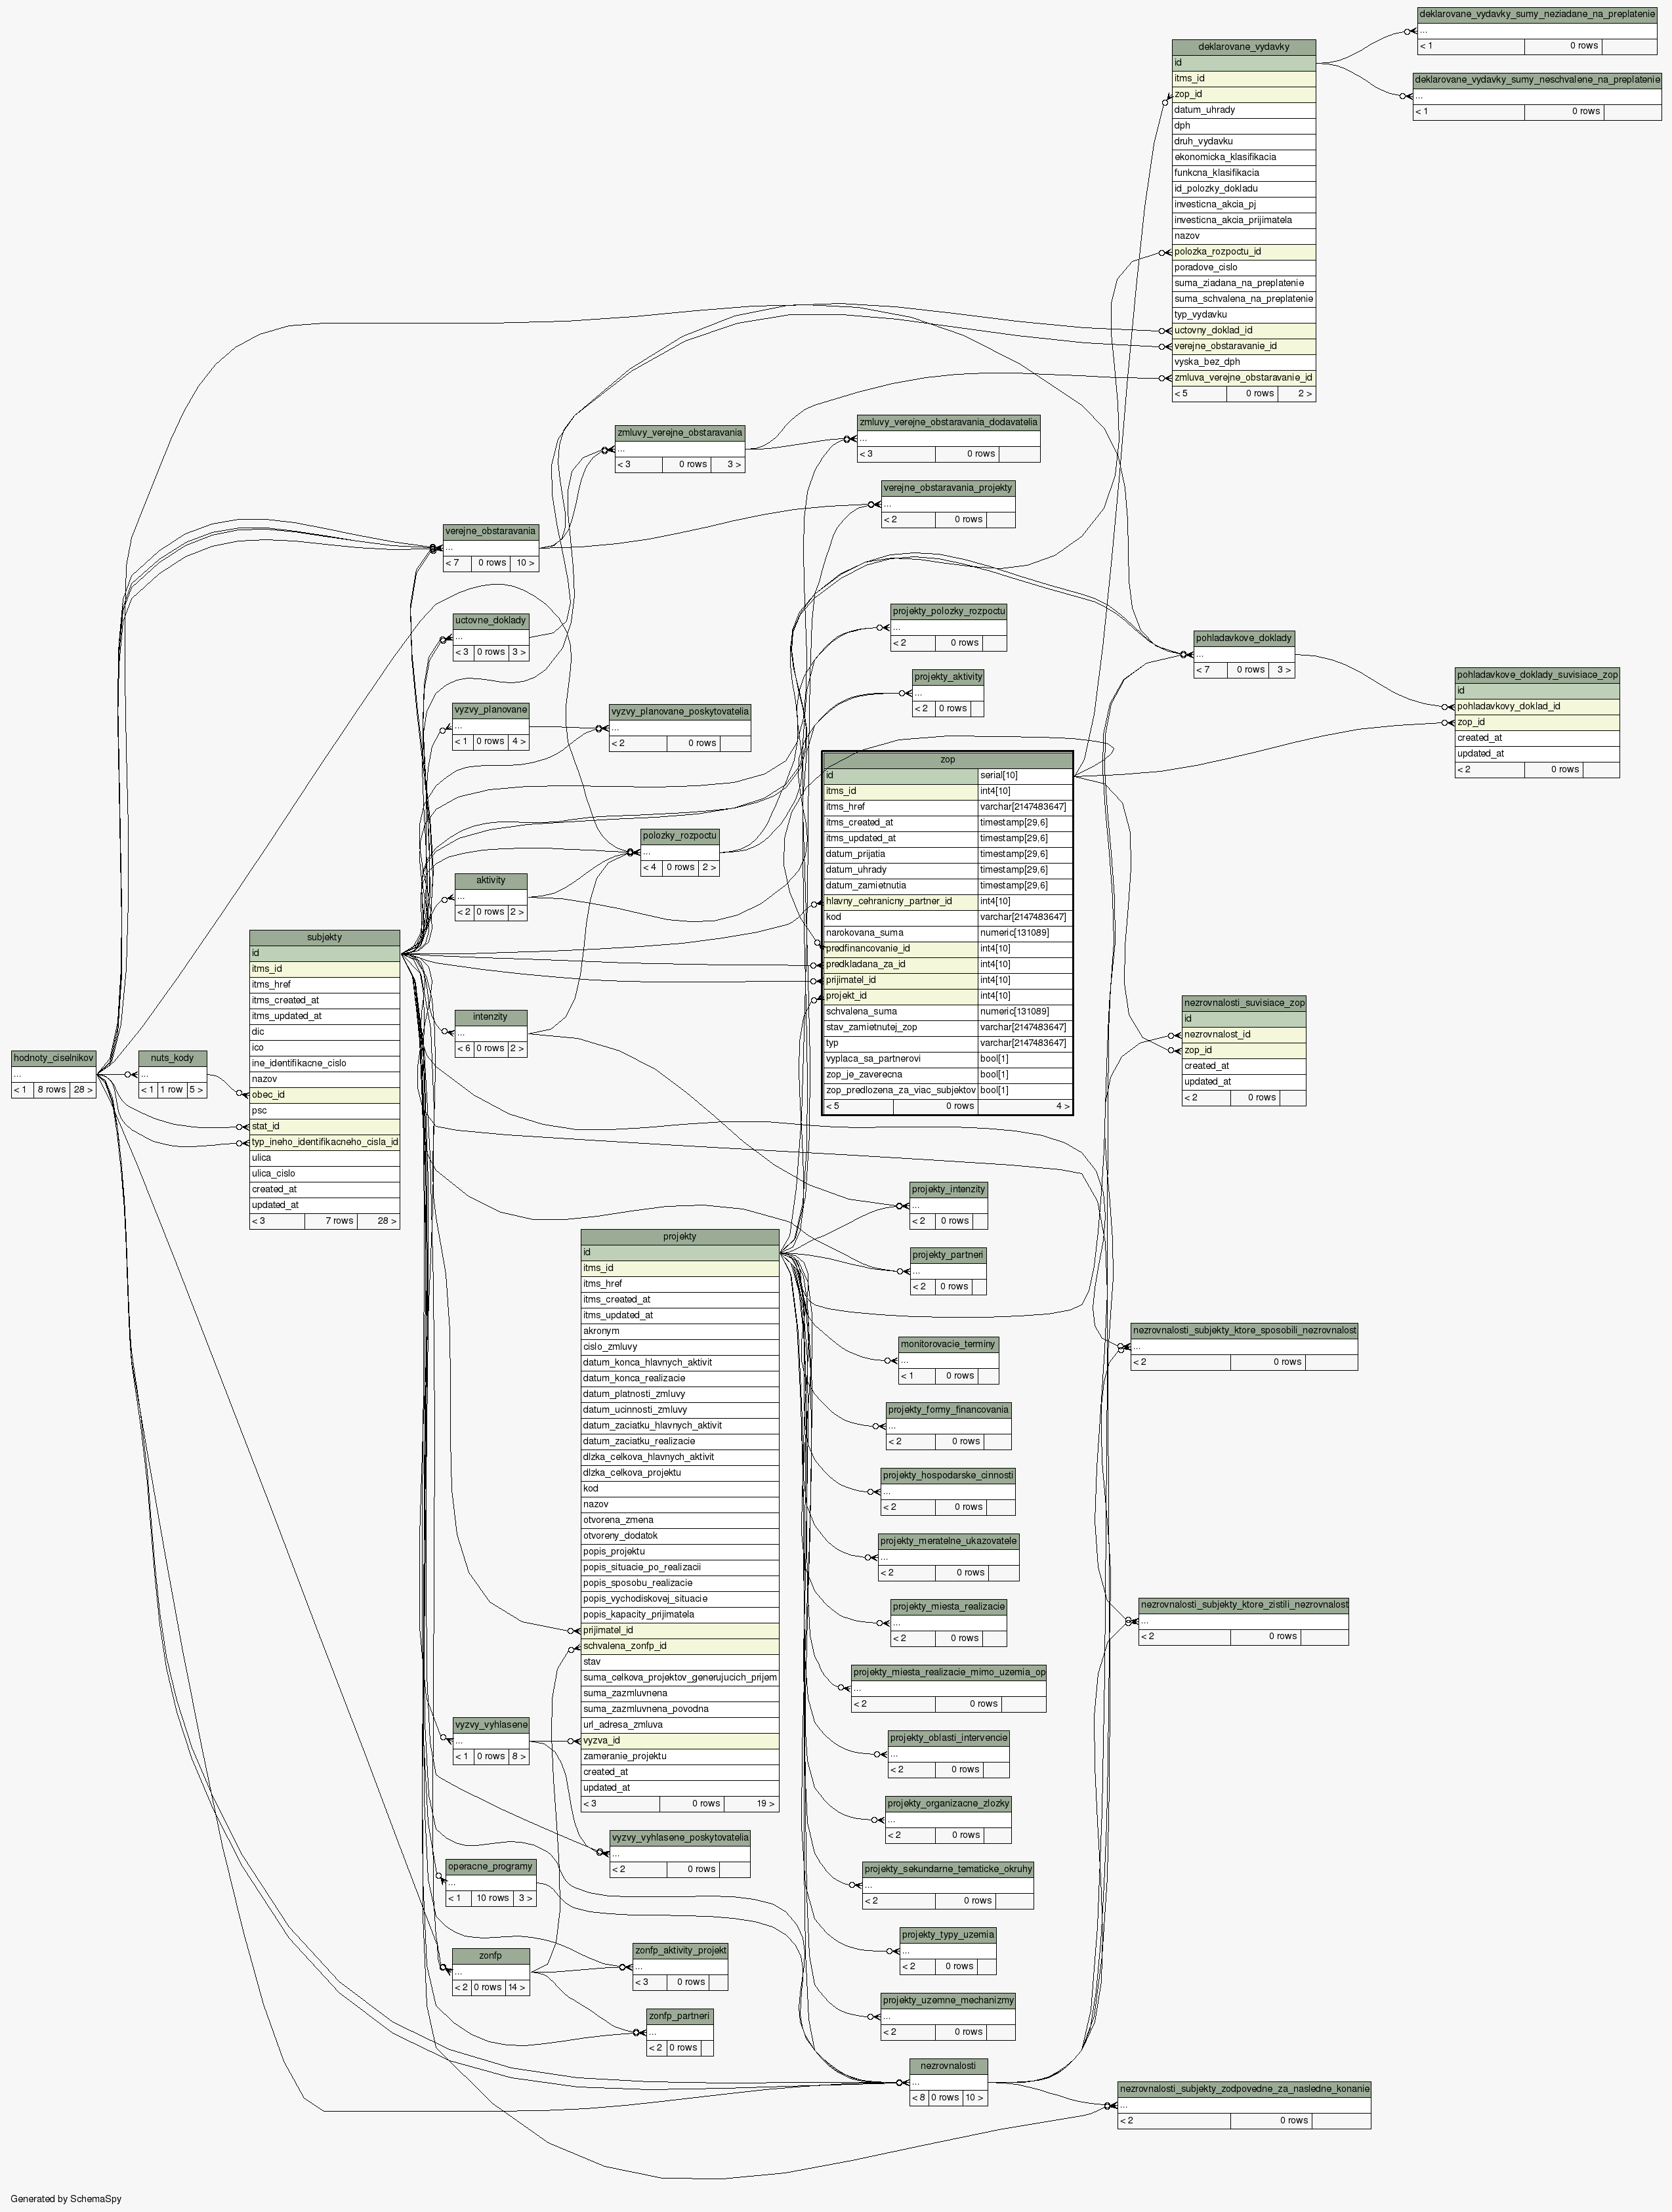 deklarovane_vydavky_sumy_neziadane_na_preplatenie
...
< 1 0 rows
deklarovane_vydavky_sumy_neschvalene_na_preplatenie
...
< 1 0 rows
deklarovane_vydavky
id
itms_id
zop_id
datum_uhrady
dph
druh_vydavku
ekonomicka_klasifikacia
funkcna_klasifikacia
id_polozky_dokladu
investicna_akcia_pj
investicna_akcia_prijimatela
nazov
polozka_rozpoctu_id
poradove_cislo
suma_ziadana_na_preplatenie
suma_schvalena_na_preplatenie
typ_vydavku
uctovny_doklad_id
verejne_obstaravanie_id
vyska_bez_dph
zmluva_verejne_obstaravanie_id
< 5 0 rows 2 >
zmluvy_verejne_obstaravania
...
< 3 0 rows 3 >
zmluvy_verejne_obstaravania_dodavatelia
...
< 3 0 rows
verejne_obstaravania_projekty
...
< 2 0 rows
verejne_obstaravania
...
< 7 0 rows 10 >
uctovne_doklady
...
< 3 0 rows 3 >
projekty_polozky_rozpoctu
...
< 2 0 rows
pohladavkove_doklady
...
< 7 0 rows 3 >
projekty_aktivity
...
< 2 0 rows
pohladavkove_doklady_suvisiace_zop
id
pohladavkovy_doklad_id
zop_id
created_at
updated_at
< 2 0 rows
vyzvy_planovane
...
< 1 0 rows 4 >
vyzvy_planovane_poskytovatelia
...
< 2 0 rows
zop
id serial[10]
itms_id int4[10]
itms_href varchar[2147483647]
itms_created_at timestamp[29,6]
itms_updated_at timestamp[29,6]
datum_prijatia timestamp[29,6]
datum_uhrady timestamp[29,6]
datum_zamietnutia timestamp[29,6]
hlavny_cehranicny_partner_id int4[10]
kod varchar[2147483647]
narokovana_suma numeric[131089]
predfinancovanie_id int4[10]
predkladana_za_id int4[10]
prijimatel_id int4[10]
projekt_id int4[10]
schvalena_suma numeric[131089]
stav_zamietnutej_zop varchar[2147483647]
typ varchar[2147483647]
vyplaca_sa_partnerovi bool[1]
zop_je_zaverecna bool[1]
zop_predlozena_za_viac_subjektov bool[1]
< 5 0 rows 4 >
polozky_rozpoctu
...
< 4 0 rows 2 >
aktivity
...
< 2 0 rows 2 >
subjekty
id
itms_id
itms_href
itms_created_at
itms_updated_at
dic
ico
ine_identifikacne_cislo
nazov
obec_id
psc
stat_id
typ_ineho_identifikacneho_cisla_id
ulica
ulica_cislo
created_at
updated_at
< 3 7 rows 28 >
intenzity
...
< 6 0 rows 2 >
nezrovnalosti_suvisiace_zop
id
nezrovnalost_id
zop_id
created_at
updated_at
< 2 0 rows
hodnoty_ciselnikov
...
< 1 8 rows 28 >
nuts_kody
...
< 1 1 row 5 >
projekty_intenzity
...
< 2 0 rows
projekty_partneri
...
< 2 0 rows
projekty
id
itms_id
itms_href
itms_created_at
itms_updated_at
akronym
cislo_zmluvy
datum_konca_hlavnych_aktivit
datum_konca_realizacie
datum_platnosti_zmluvy
datum_ucinnosti_zmluvy
datum_zaciatku_hlavnych_aktivit
datum_zaciatku_realizacie
dlzka_celkova_hlavnych_aktivit
dlzka_celkova_projektu
kod
nazov
otvorena_zmena
otvoreny_dodatok
popis_projektu
popis_situacie_po_realizacii
popis_sposobu_realizacie
popis_vychodiskovej_situacie
popis_kapacity_prijimatela
prijimatel_id
schvalena_zonfp_id
stav
suma_celkova_projektov_generujucich_prijem
suma_zazmluvnena
suma_zazmluvnena_povodna
url_adresa_zmluva
vyzva_id
zameranie_projektu
created_at
updated_at
< 3 0 rows 19 >
monitorovacie_terminy
...
< 1 0 rows
nezrovnalosti_subjekty_ktore_sposobili_nezrovnalost
...
< 2 0 rows
projekty_formy_financovania
...
< 2 0 rows
projekty_hospodarske_cinnosti
...
< 2 0 rows
projekty_meratelne_ukazovatele
...
< 2 0 rows
projekty_miesta_realizacie
...
< 2 0 rows
nezrovnalosti_subjekty_ktore_zistili_nezrovnalost
...
< 2 0 rows
projekty_miesta_realizacie_mimo_uzemia_op
...
< 2 0 rows
vyzvy_vyhlasene
...
< 1 0 rows 8 >
projekty_oblasti_intervencie
...
< 2 0 rows
projekty_organizacne_zlozky
...
< 2 0 rows
vyzvy_vyhlasene_poskytovatelia
...
< 2 0 rows
operacne_programy
...
< 1 10 rows 3 >
projekty_sekundarne_tematicke_okruhy
...
< 2 0 rows
projekty_typy_uzemia
...
< 2 0 rows
zonfp
...
< 2 0 rows 14 >
zonfp_aktivity_projekt
...
< 3 0 rows
projekty_uzemne_mechanizmy
...
< 2 0 rows
zonfp_partneri
...
< 2 0 rows
nezrovnalosti
...
< 8 0 rows 10 >
nezrovnalosti_subjekty_zodpovedne_za_nasledne_konanie
...
< 2 0 rows
Generated by SchemaSpy